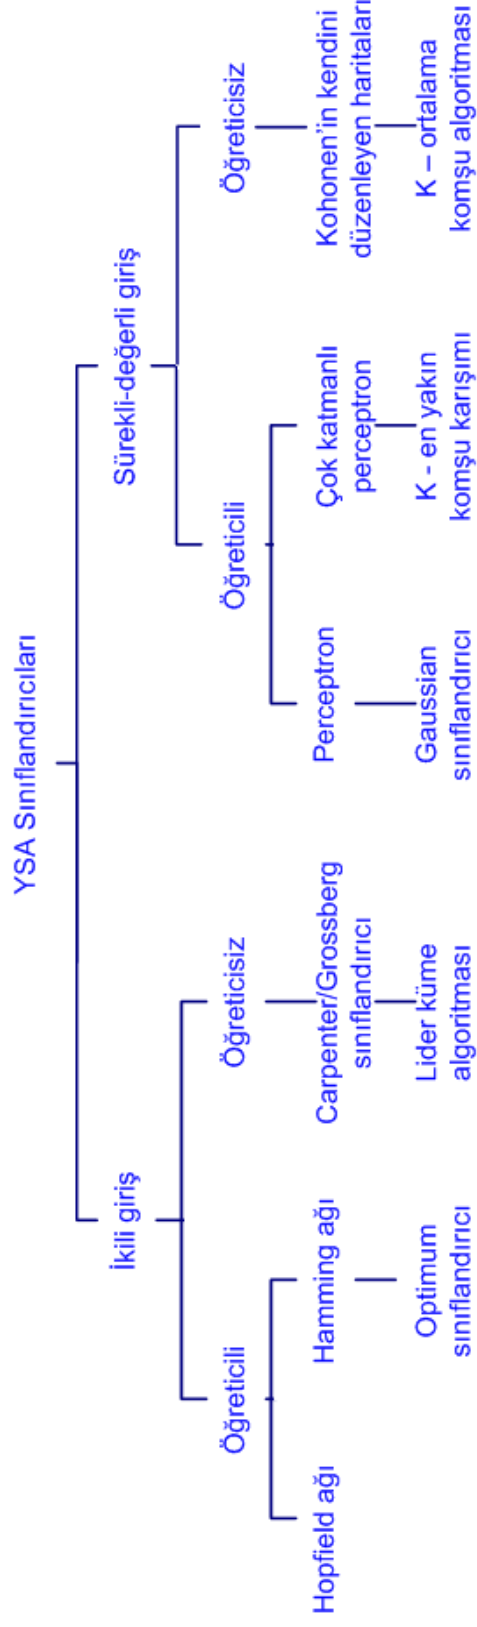 YSA Sınıflandırıcıları
İkili giriş
Sürekli-değerli giriş
Öğreticili
Öğreticisiz
Öğreticili
Öğreticisiz
Hopfield ağı
Hamming ağı
Carpenter/Grossberg
sınıflandırıcı
Perceptron
Çok katmanlı
perceptron
Kohonen'in kendini
düzenleyen haritaları
Optimum
sınıflandırıcı
Lider küme
algoritması
Gaussian
sınıflandırıcı
K - en yakın
komşu karışımı
K – ortalama
komşu algoritması